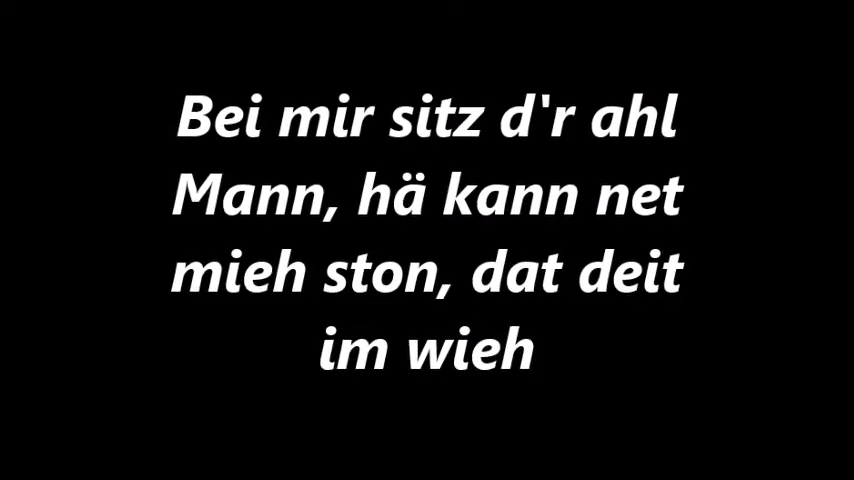 Bei mir sitz d'r ahl
Mann, hä kann net
mieh ston, dat deit
im wieh